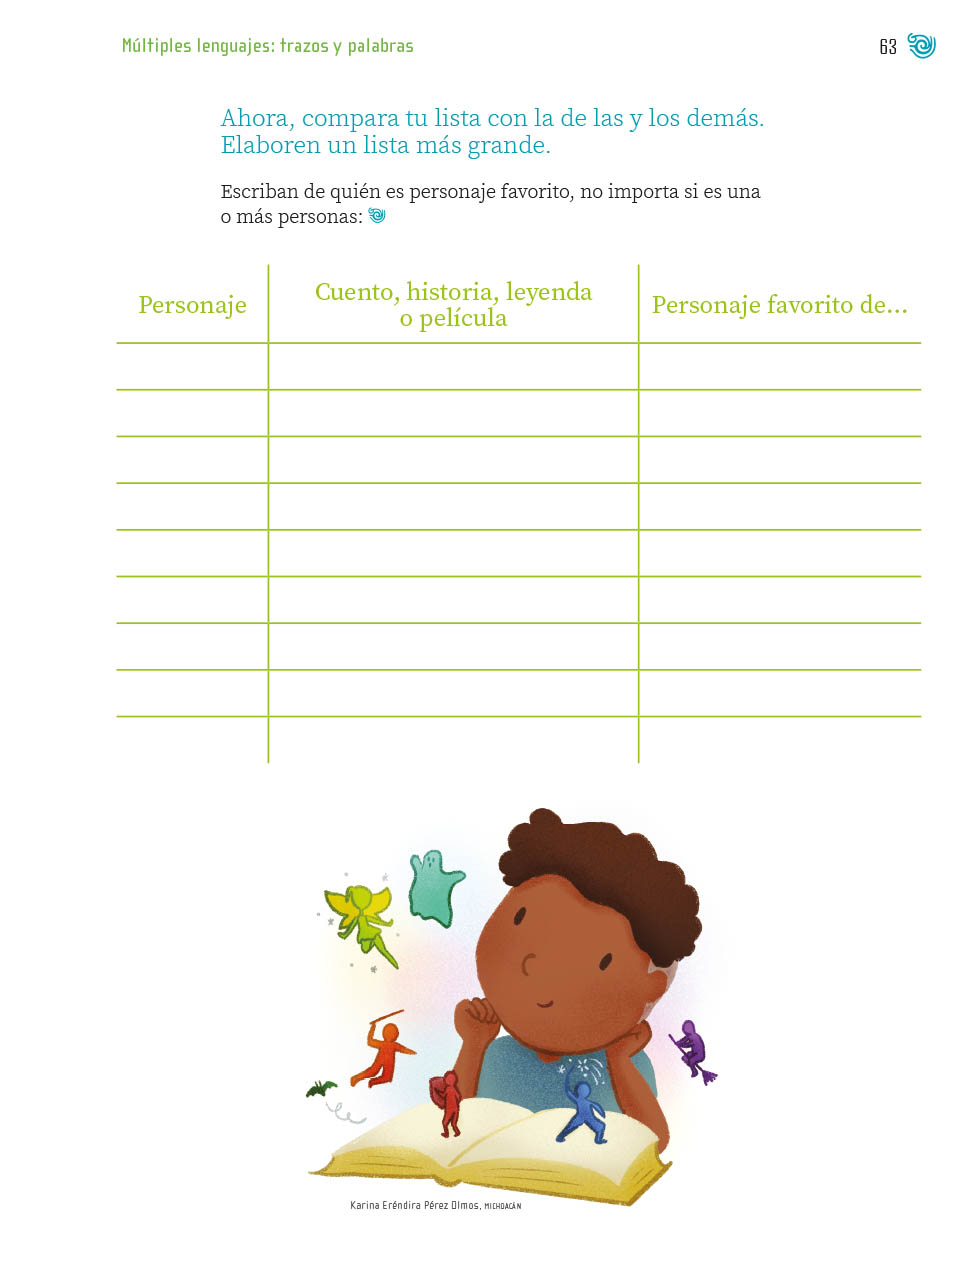 Múltiples lenguajes: trazos y palabras
63
Ahora, compara tu lista con la de las y los demás.
Elaboren un lista más grande.
Escriban de quién es personaje favorito, no importa si es una
o más personas:
Personaje
Cuento, historia, leyenda
o película
Personaje favorito de...
Karina Eréndira Pérez Olmos, MICHOACÁN